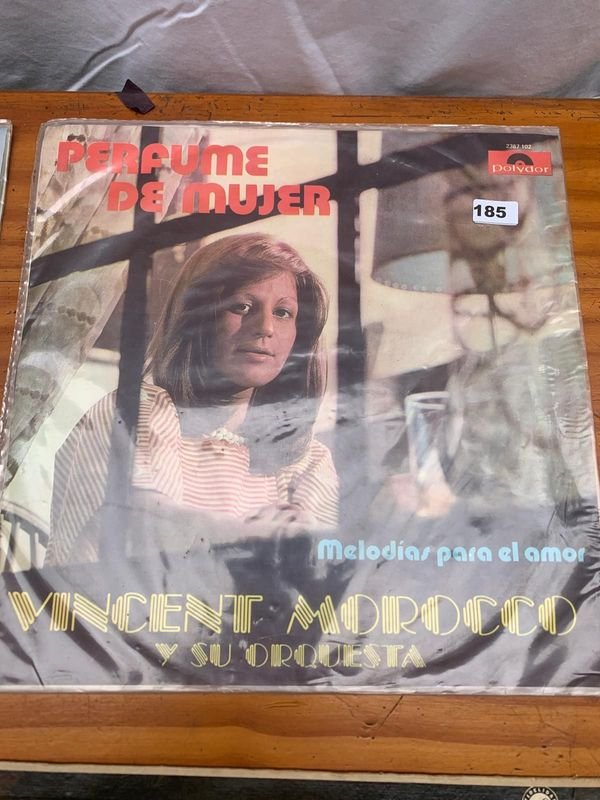 PERFUME
DE MUJER
2387 102
Polydor
185
Melodías para el amor
VINCENT MOROCCO
Y SU ORQUESTA